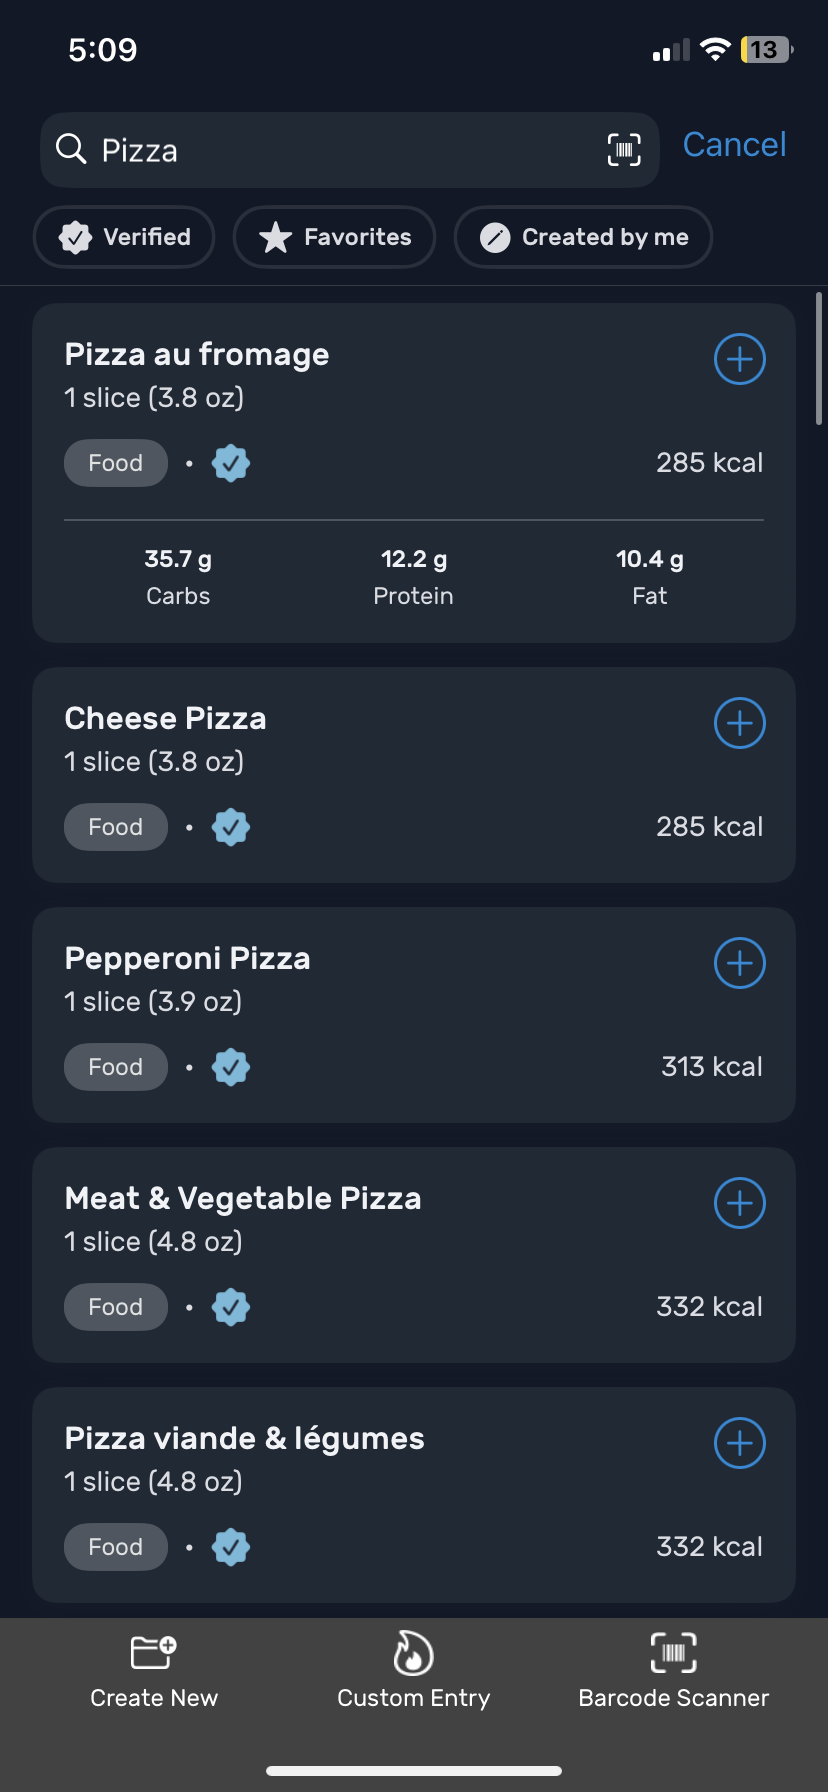 5:09
13
Pizza
Cancel
Verified
Favorites
Created by me
Pizza au fromage
1 slice (3.8 oz)
Food • 285 kcal
35.7 g 12.2 g 10.4 g
Carbs Protein Fat
Cheese Pizza
1 slice (3.8 oz)
Food • 285 kcal
Pepperoni Pizza
1 slice (3.9 oz)
Food • 313 kcal
Meat & Vegetable Pizza
1 slice (4.8 oz)
Food • 332 kcal
Pizza viande & légumes
1 slice (4.8 oz)
Food • 332 kcal
Create New
Custom Entry
Barcode Scanner